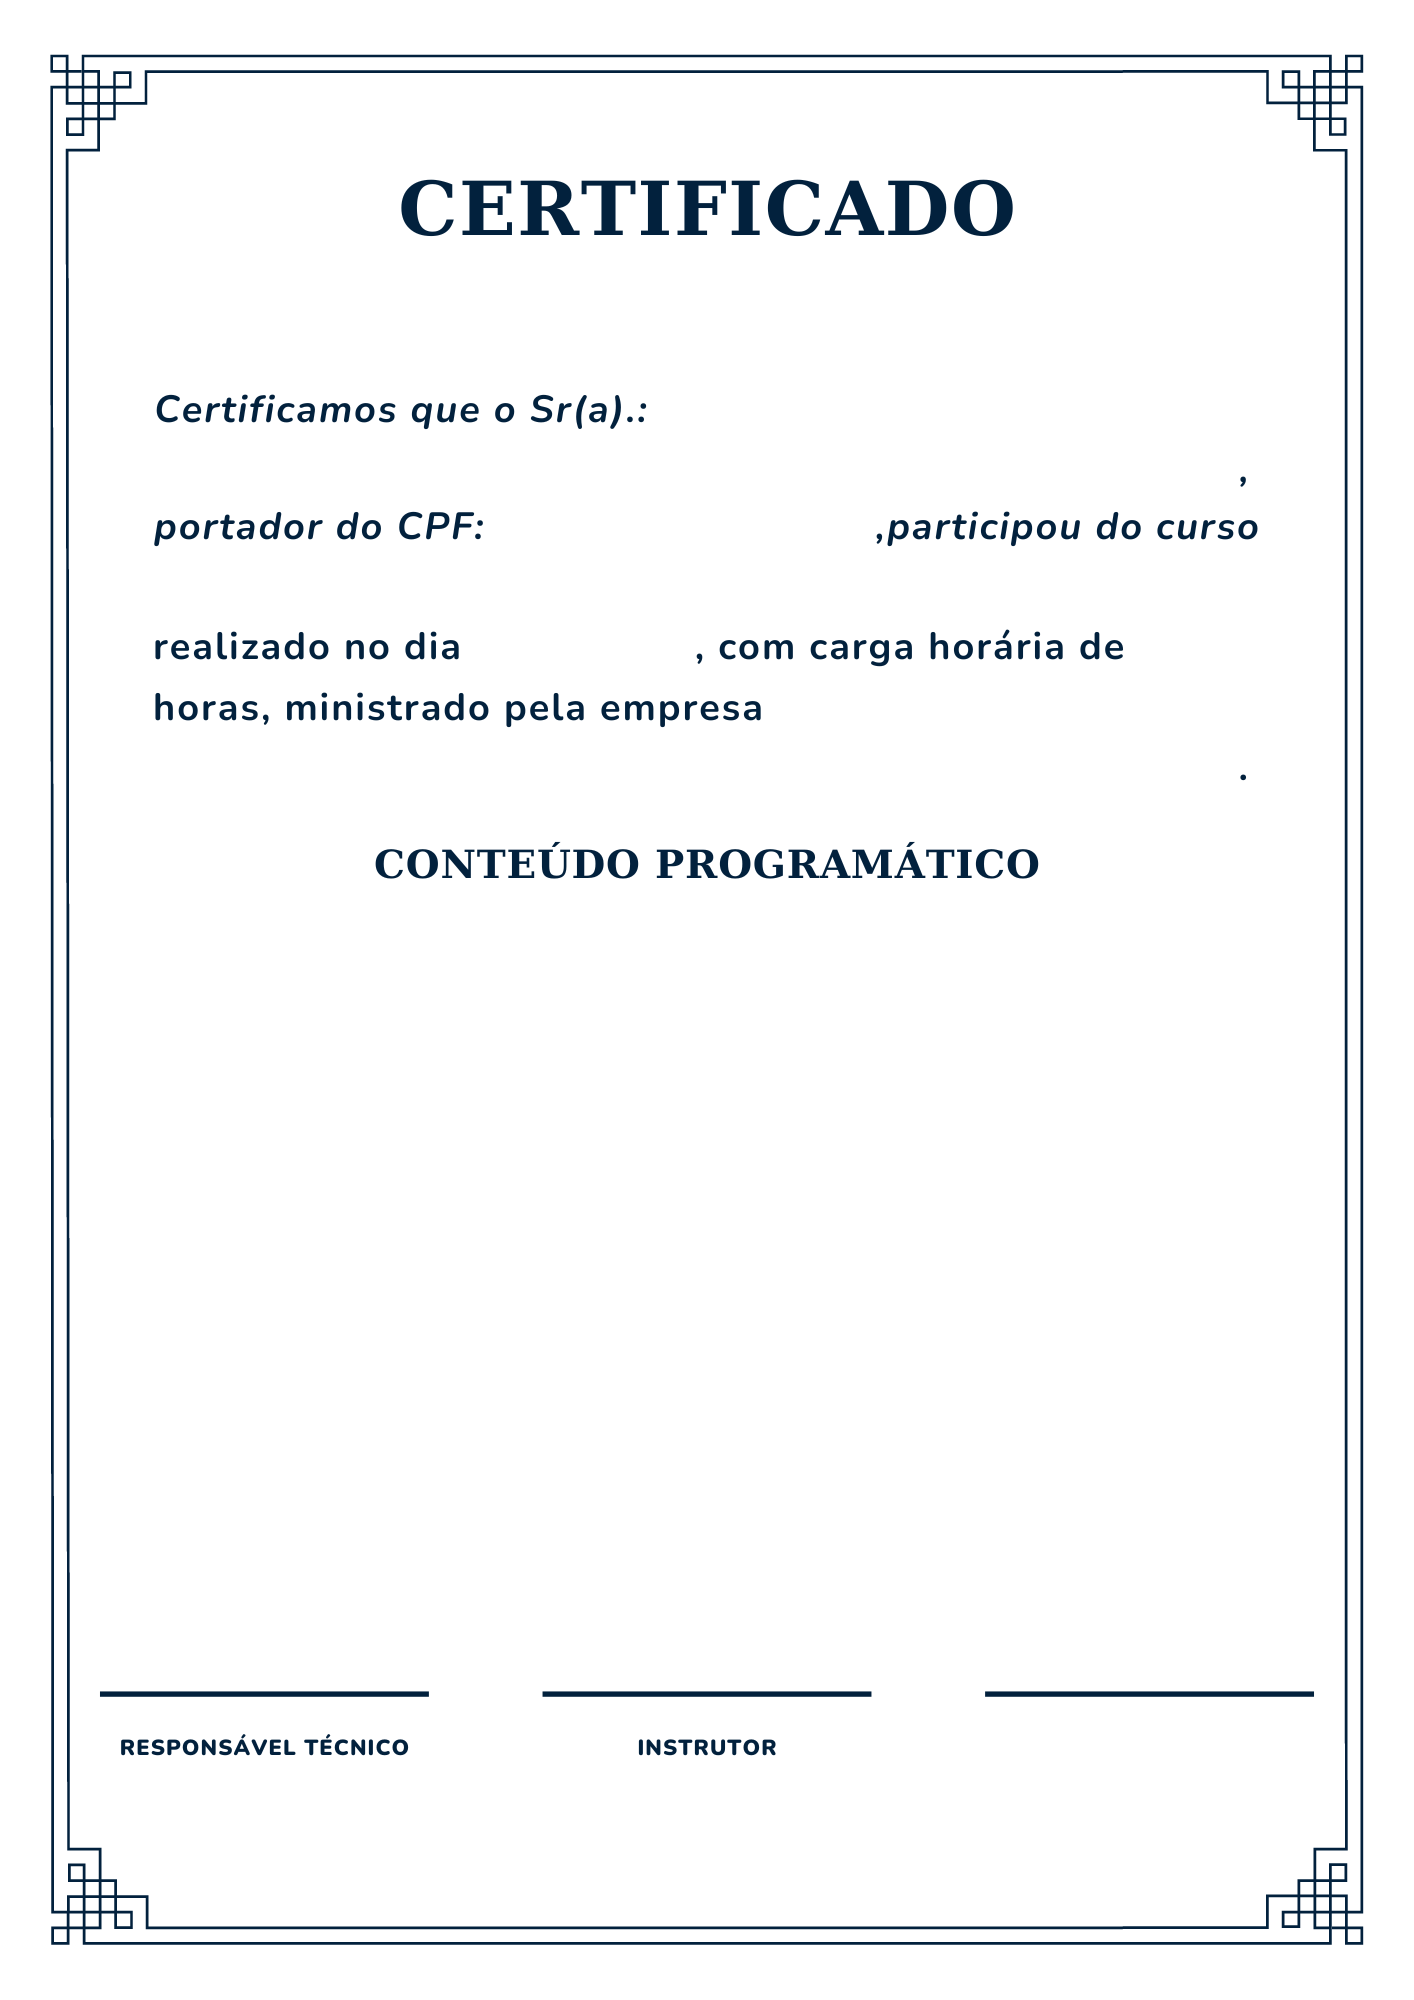 CERTIFICADO
Certificamos que o Sr(a).:
,
portador do CPF: ,participou do curso
realizado no dia , com carga horária de
horas, ministrado pela empresa
.
CONTEÚDO PROGRAMÁTICO
RESPONSÁVEL TÉCNICO INSTRUTOR